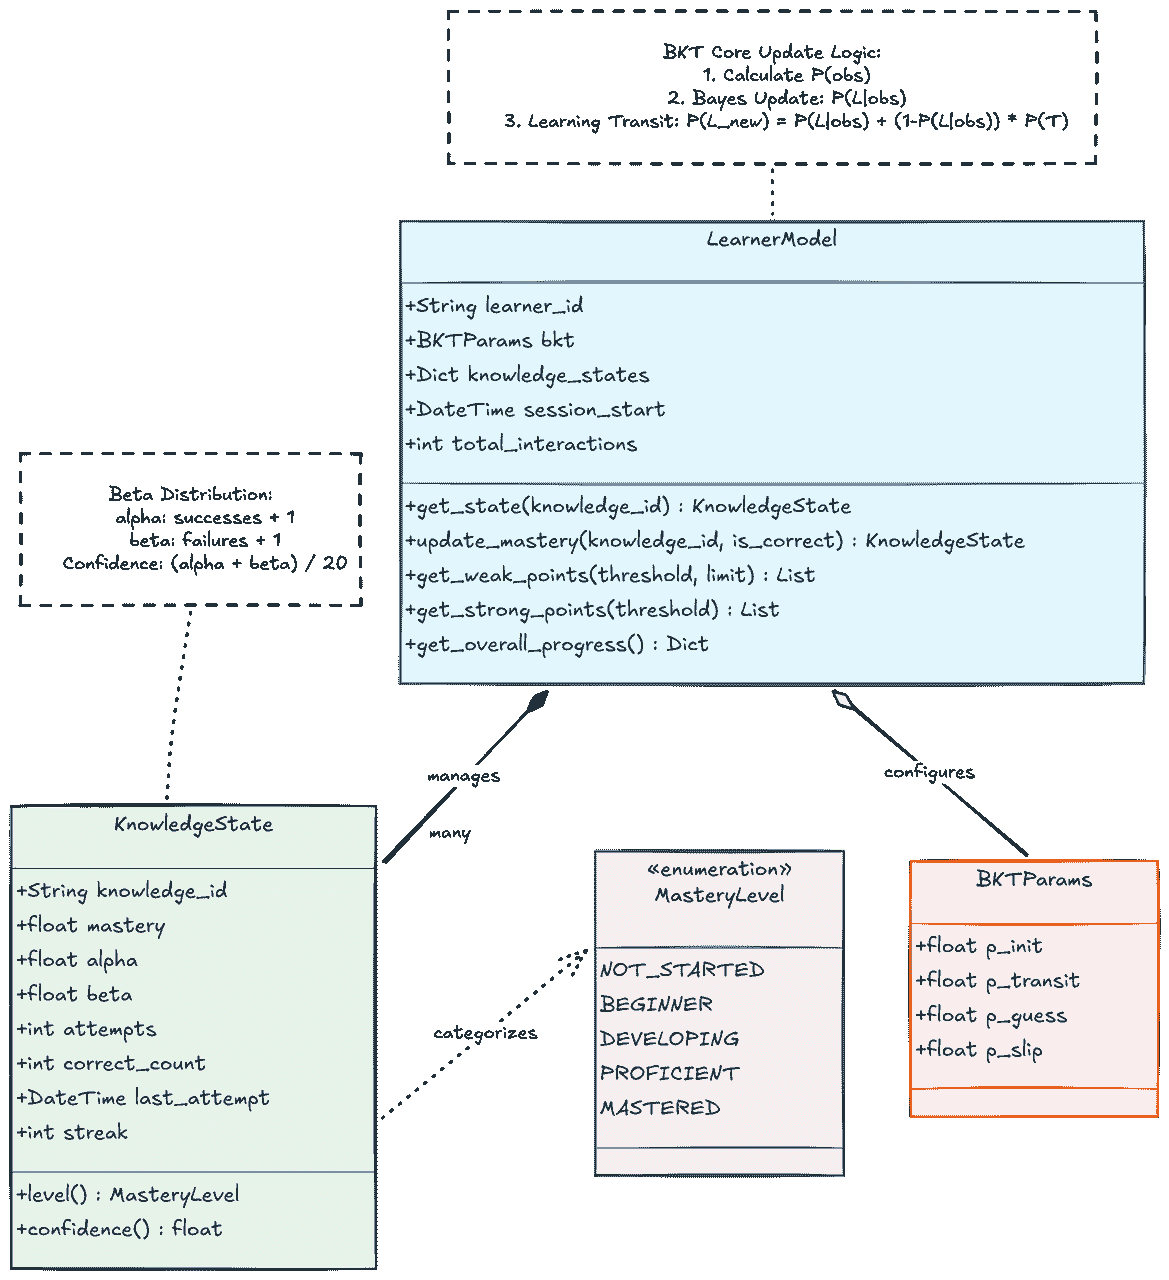 BKT Core Update Logic:
1. Calculate P(obs)
2. Bayes Update: P(L|obs)
3. Learning Transit: P(L_new) = P(L|obs) + (1-P(L|obs)) * P(T)
LearnerModel
+String learner_id
+BKTParams bkt
+Dict knowledge_states
+DateTime session_start
+int total_interactions
+get_state(knowledge_id) : KnowledgeState
+update_mastery(knowledge_id, is_correct) : KnowledgeState
+get_weak_points(threshold, limit) : List
+get_strong_points(threshold) : List
+get_overall_progress() : Dict
Beta Distribution:
alpha: successes + 1
beta: failures + 1
Confidence: (alpha + beta) / 20
manages
many
configures
KnowledgeState
+String knowledge_id
+float mastery
+float alpha
+float beta
+int attempts
+int correct_count
+DateTime last_attempt
+int streak
+level() : MasteryLevel
+confidence() : float
categorizes
«enumeration»
MasteryLevel
NOT_STARTED
BEGINNER
DEVELOPING
PROFICIENT
MASTERED
BKTParams
+float p_init
+float p_transit
+float p_guess
+float p_slip